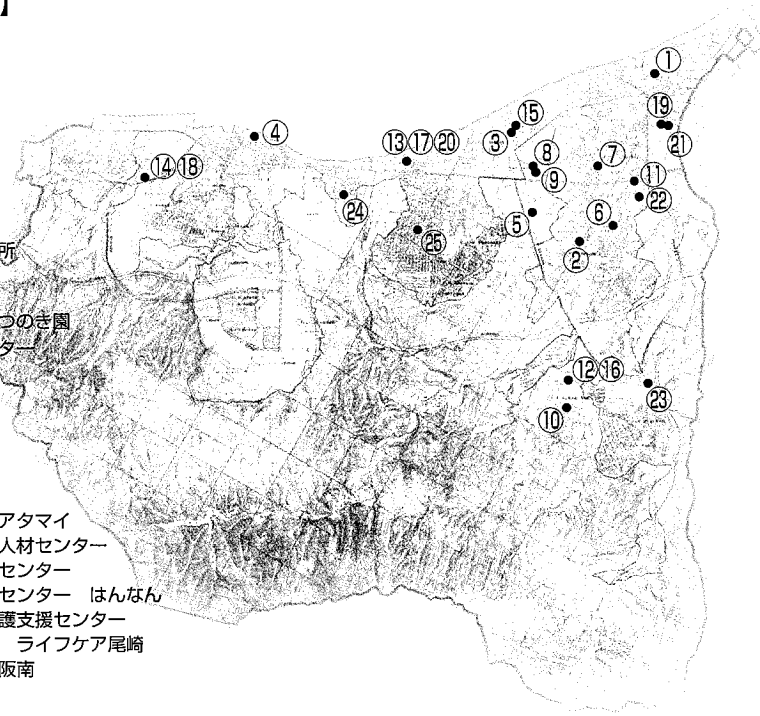 】
①
⑲
⑮
③
④
⑬⑰⑳
㉑
⑧
⑦
⑭⑱
⑨
⑪
㉔
㉒
⑤
⑥
㉕
②
所
つのき園
ター
⑫⑯
㉓
⑩
アタマイ
人材センター
センター
センター　はんなん
護支援センター
ライフケア尾崎
阪南